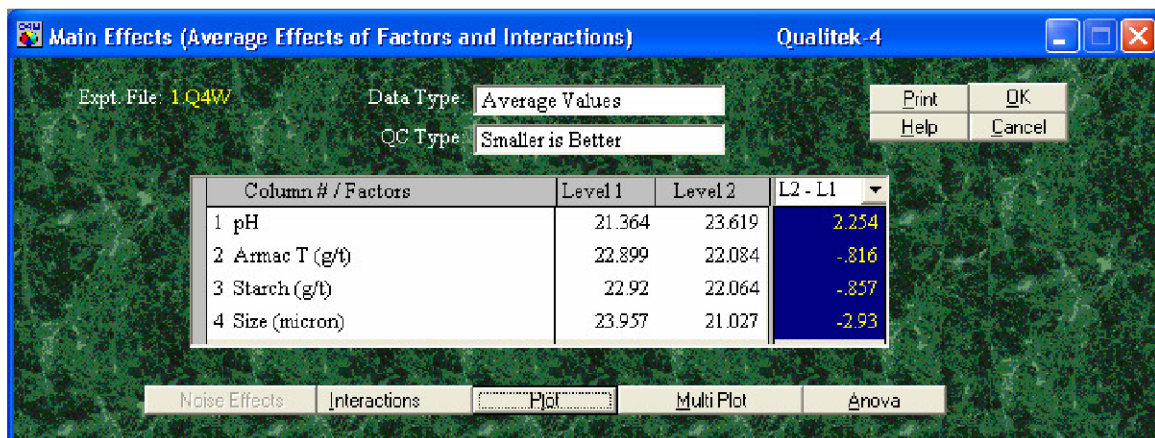 Main Effects (Average Effects of Factors and Interactions) Qualitek-4
Expt. File: 1.Q4W Data Type: Average Values Print OK
QC Type: Smaller is Better Help Cancel
Column # / Factors Level 1 Level 2 L2 - L1
1 pH 21.364 23.619 2.254
2 Armac T (g/t) 22.899 22.084 -.816
3 Starch (g/t) 22.92 22.064 -.857
4 Size (micron) 23.957 21.027 -2.93
Noise Effects Interactions Plot Multi Plot Anova